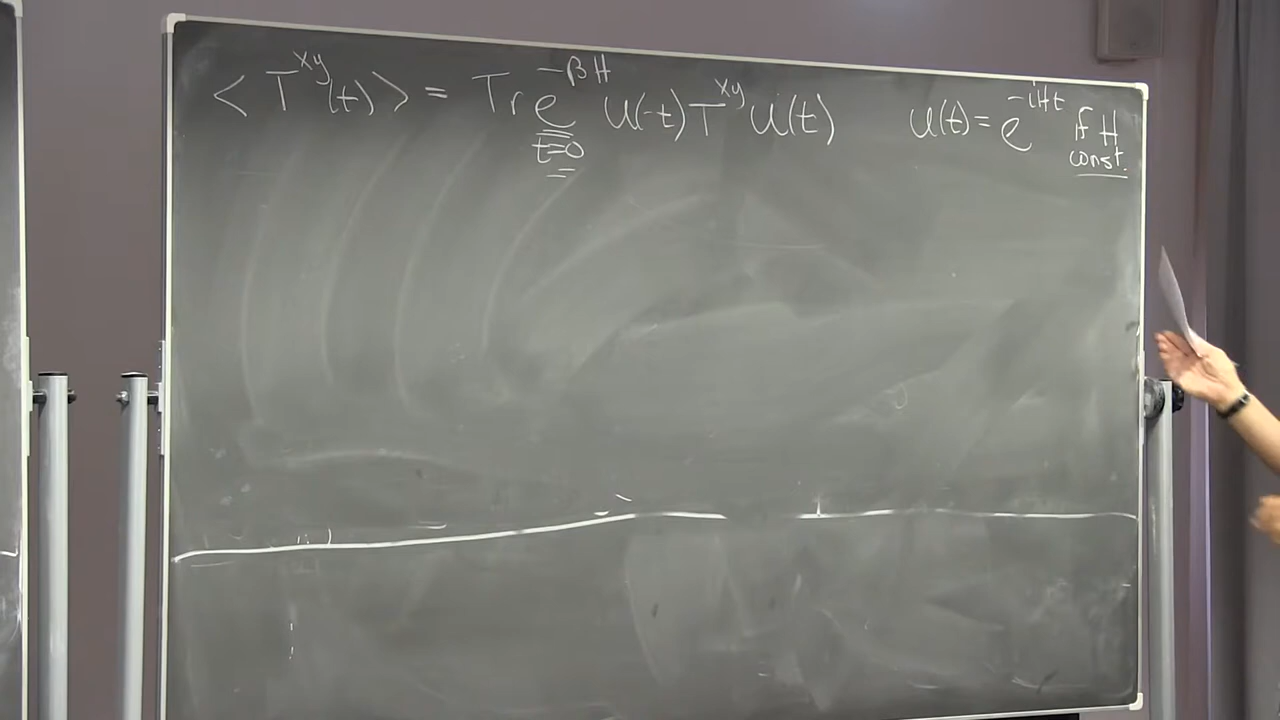 < T^{xy}(t) > = Tr e^{-βH} U(-t) T^{xy} U(t)    U(t) = e^{-iHt} if H
t=0    const.